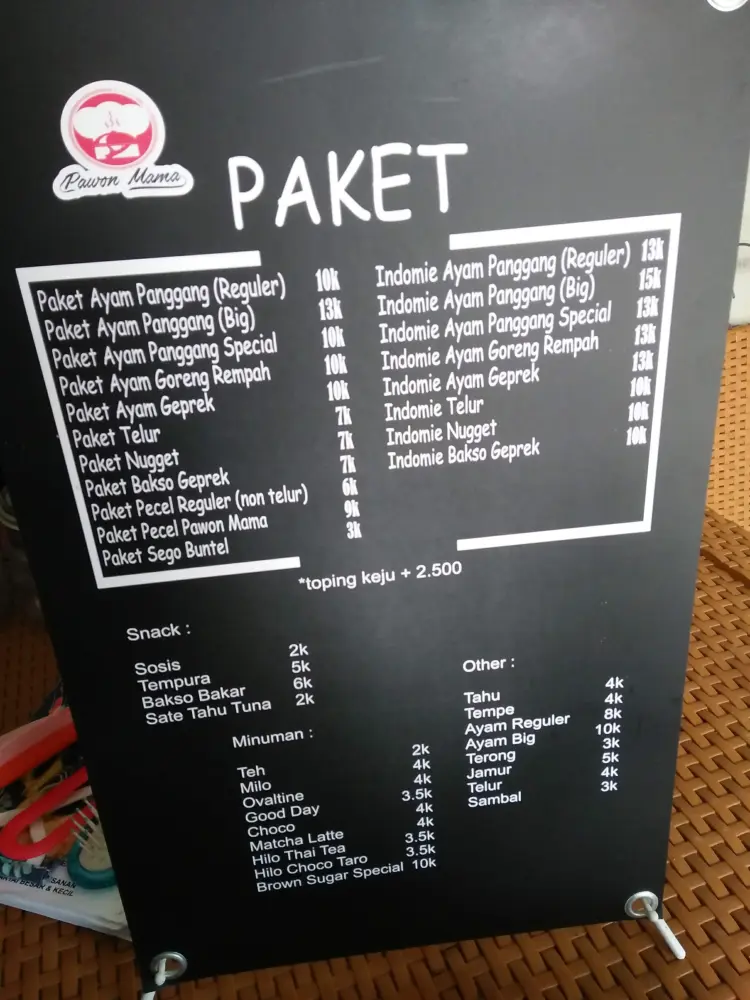 Pawon Mama
PAKET
Paket Ayam Panggang (Reguler) 10k
Paket Ayam Panggang (Big) 13k
Paket Ayam Panggang Special 10k
Paket Ayam Goreng Rempah 10k
Paket Ayam Geprek 10k
Paket Telur 7k
Paket Nugget 7k
Paket Bakso Geprek 7k
Paket Pecel Reguler (non telur) 6k
Paket Pecel Pawon Mama 9k
Paket Sego Buntel 3k
Indomie Ayam Panggang (Reguler) 13k
Indomie Ayam Panggang (Big) 15k
Indomie Ayam Panggang Special 13k
Indomie Ayam Goreng Rempah 13k
Indomie Ayam Geprek 13k
Indomie Telur 10k
Indomie Nugget 10k
Indomie Bakso Geprek 10k
*toping keju + 2.500
Snack :
Sosis 2k
Tempura 5k
Bakso Bakar 6k
Sate Tahu Tuna 2k
Minuman :
Teh 2k
Milo 4k
Ovaltine 4k
Good Day 3.5k
Choco 4k
Matcha Latte 4k
Hilo Thai Tea 3.5k
Hilo Choco Taro 3.5k
Brown Sugar Special 10k
Other :
Tahu 4k
Tempe 4k
Ayam Reguler 8k
Ayam Big 10k
Terong 3k
Jamur 5k
Telur 4k
Sambal 3k
SANAN
BESAR & KECIL